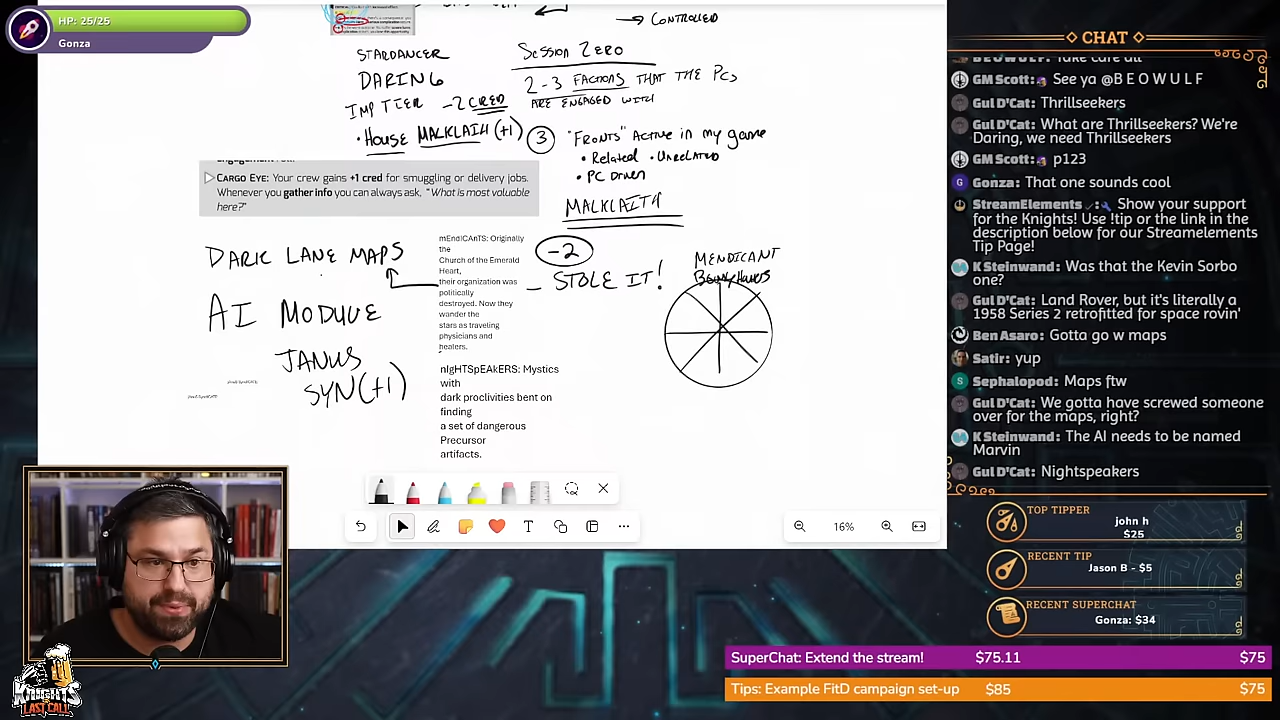 HP: 25/25
Gonza
→ CONTROLLED
STARDANCER
DARING
IMP TIER -2 CRED
• HOUSE MALKLAITH (+1)
SESSION ZERO
2-3 FACTIONS THAT THE PCs
ARE ENGAGED WITH
3 "FRONTS" ACTIVE IN MY GAME
• Related • UNRELATED
• PC DRIVEN
MALKLAITH
CARGO EYE: Your crew gains +1 cred for smuggling or delivery jobs.
Whenever you gather info you can always ask, "What is most valuable
here?"
DARK LANE MAPS
AI MODULE
JANUS
SYN (+1)
mEndICAnTS: Originally
the
Church of the Emerald
Heart,
their organization was
politically
destroyed. Now they
wander the
stars as traveling
physicians and
healers.
nIgHTSpEAkERS: Mystics
with
dark proclivities bent on
finding
a set of dangerous
Precursor
artifacts.
-2
– STOLE IT!
MENDICANT
16%
CHAT
GM Scott: See ya @B E O W U L F
Gul D'Cat: Thrillseekers
Gul D'Cat: What are Thrillseekers? We're
Daring, we need Thrillseekers
GM Scott: p123
Gonza: That one sounds cool
StreamElements: Show your
support for the Knights! Use !tip or the link in the
description below for our Streamelements
Tip Page!
K Steinwand: Was that the Kevin Sorbo
one?
Gul D'Cat: Land Rover, but it's literally a
1958 Series 2 retrofitted for space rovin'
Ben Asaro: Gotta go w maps
Satir: yup
Sephalopod: Maps ftw
Gul D'Cat: We gotta have screwed someone
over for the maps, right?
K Steinwand: The AI needs to be named
Marvin
Gul D'Cat: Nightspeakers
TOP TIPPER
john h
$25
RECENT TIP
Jason B - $5
RECENT SUPERCHAT
Gonza: $34
SuperChat: Extend the stream! $75.11 $75
Tips: Example FitD campaign set-up $85 $75
KNIGHTS
LAST CALL